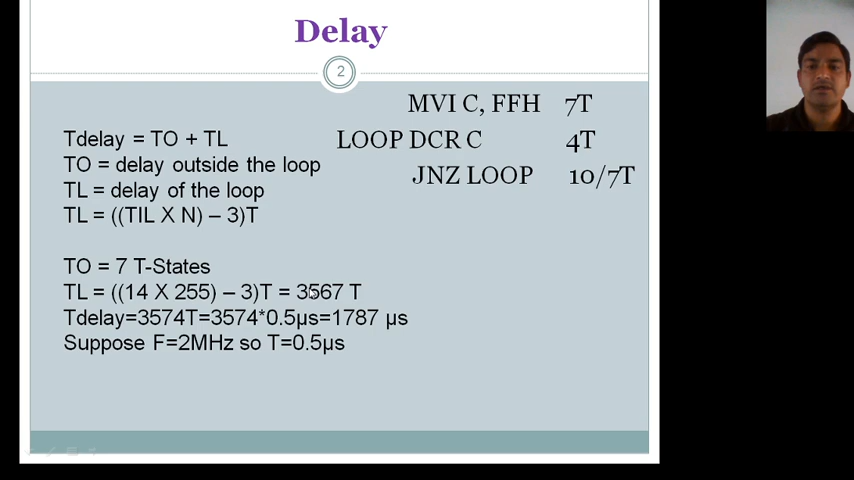 Delay
2
MVI C, FFH 7T
Tdelay = TO + TL
LOOP DCR C 4T
TO = delay outside the loop
JNZ LOOP 10/7T
TL = delay of the loop
TL = ((TIL X N) – 3)T
TO = 7 T-States
TL = ((14 X 255) – 3)T = 3567 T
Tdelay=3574T=3574*0.5µs=1787 µs
Suppose F=2MHz so T=0.5µs